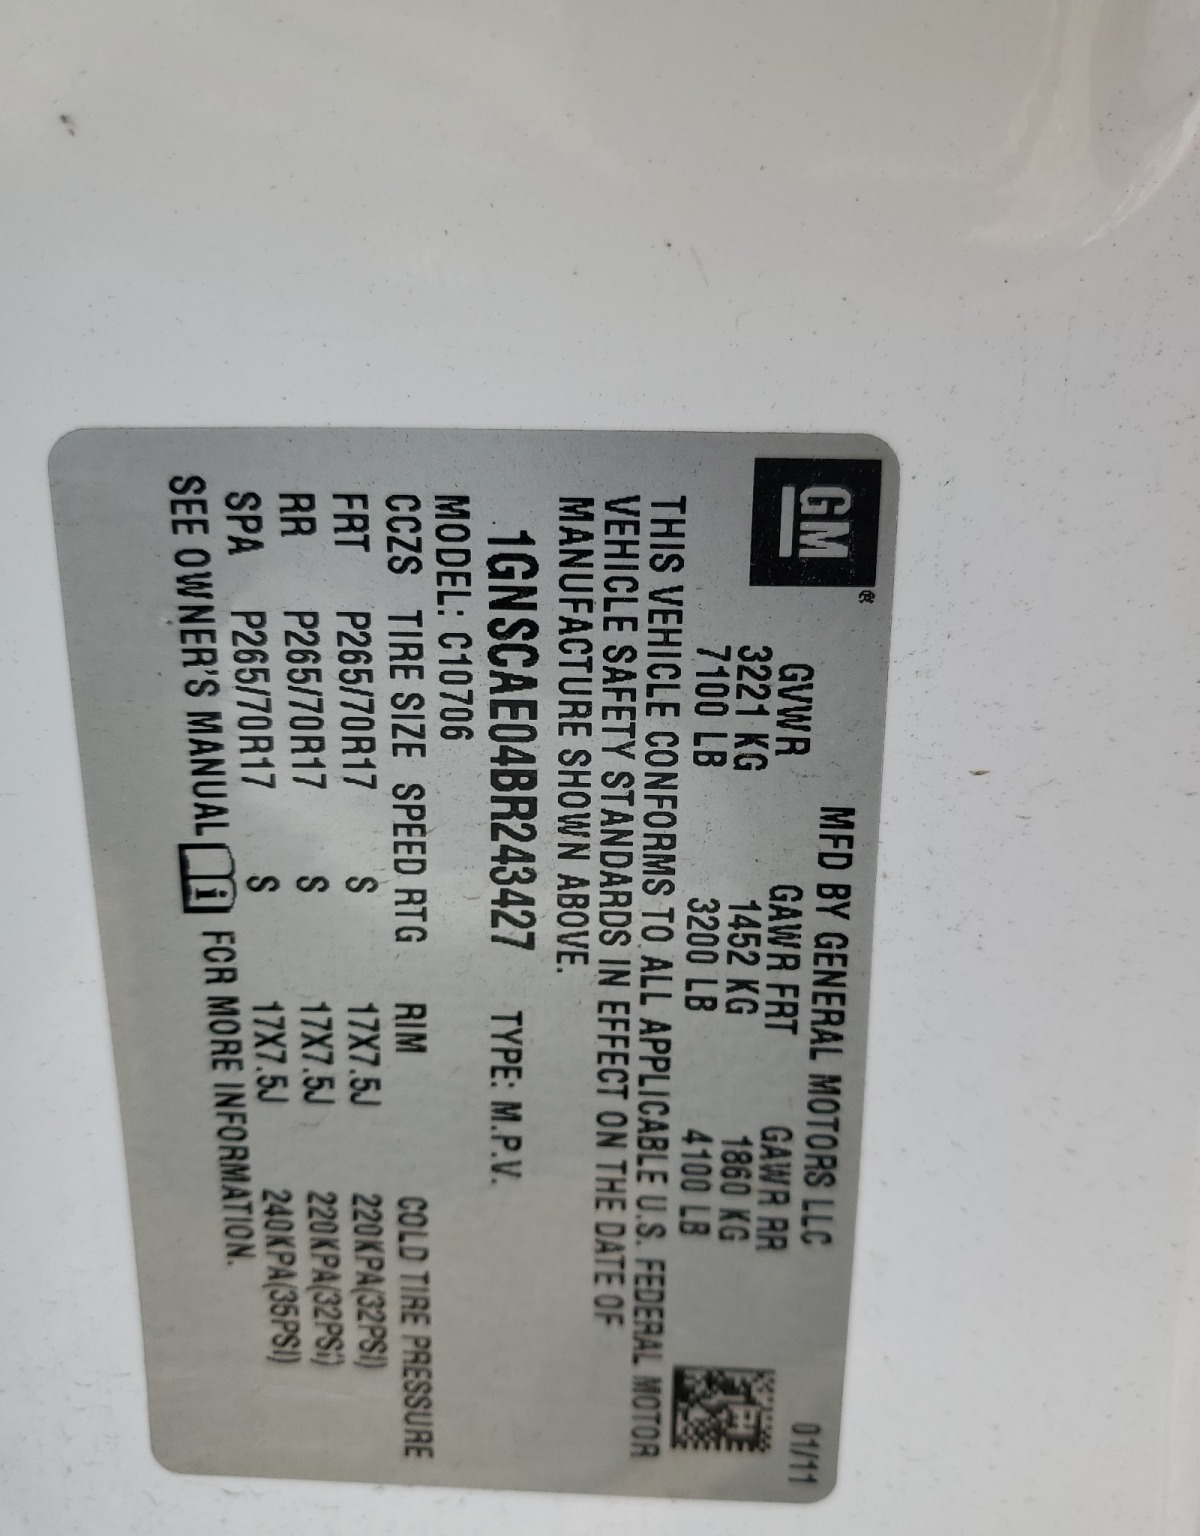 GM®
MFD BY GENERAL MOTORS LLC 01/11
GVWR GAWR FRT GAWR RR
3221 KG 1452 KG 1860 KG
7100 LB 3200 LB 4100 LB
THIS VEHICLE CONFORMS TO ALL APPLICABLE U.S. FEDERAL MOTOR
VEHICLE SAFETY STANDARDS IN EFFECT ON THE DATE OF
MANUFACTURE SHOWN ABOVE.
1GNSCAE04BR243427 TYPE: M.P.V.
MODEL: C10706
CCZS TIRE SIZE SPEED RTG RIM COLD TIRE PRESSURE
FRT P265/70R17 S 17X7.5J 220KPA(32PSI)
RR P265/70R17 S 17X7.5J 220KPA(32PSI)
SPA P265/70R17 S 17X7.5J 240KPA(35PSI)
SEE OWNER'S MANUAL i FOR MORE INFORMATION.